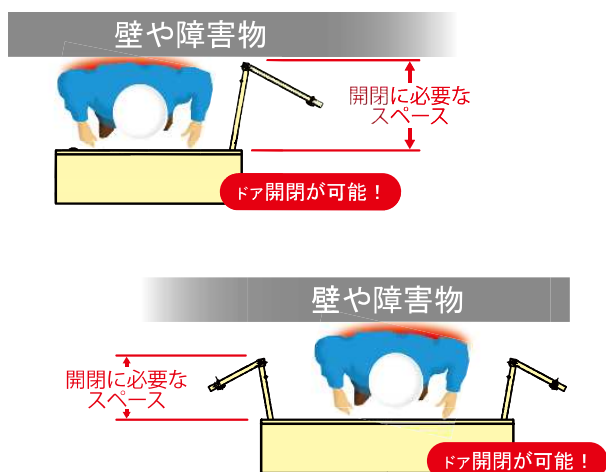 壁や障害物
開閉に必要な
スペース
ドア開閉が可能！
壁や障害物
開閉に必要な
スペース
ドア開閉が可能！